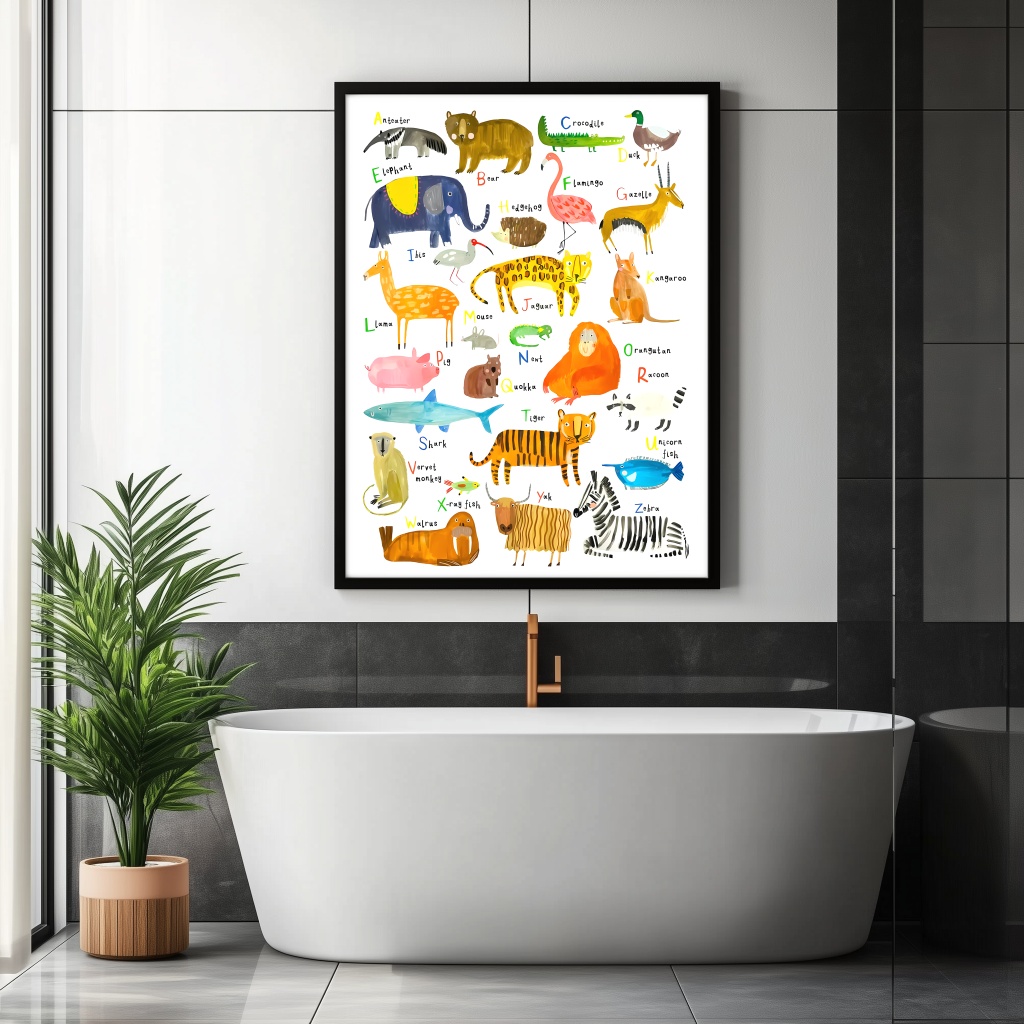 Anteater
Crocodile
Duck
Elephant
Bear
Flamingo
Gazelle
Hedgehog
Ibis
Kangaroo
Jaguar
Llama
Mouse
Newt
Orangutan
Pig
Quokka
Racoon
Tiger
Shark
Unicorn
fish
Vervet
monkey
X-ray fish
Yak
Zebra
Walrus